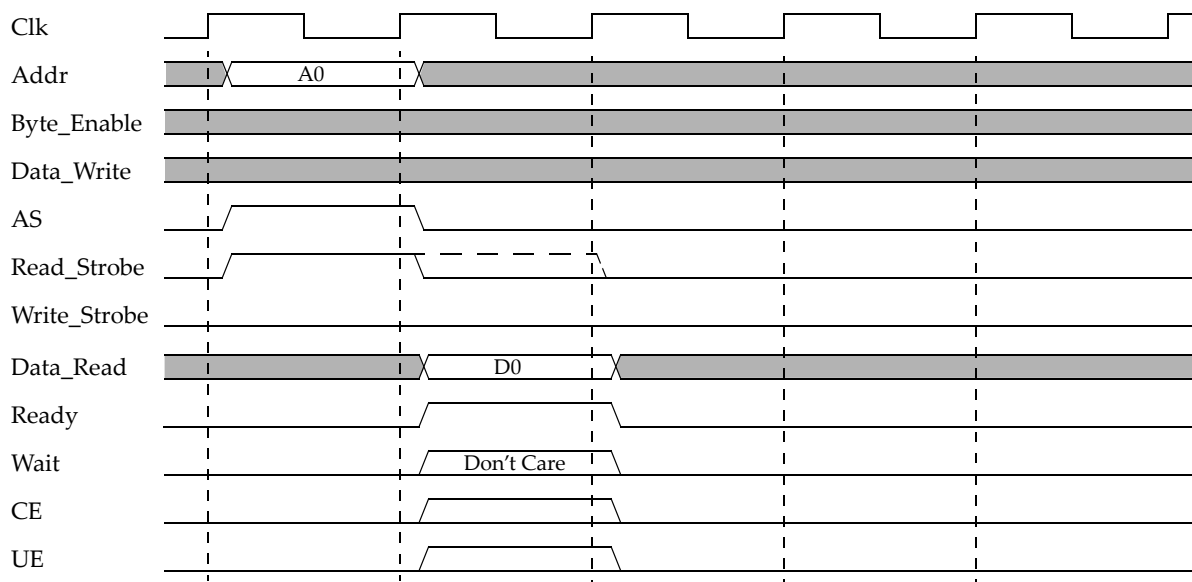 Clk
Addr A0
Byte_Enable
Data_Write
AS
Read_Strobe
Write_Strobe
Data_Read D0
Ready
Wait Don't Care
CE
UE